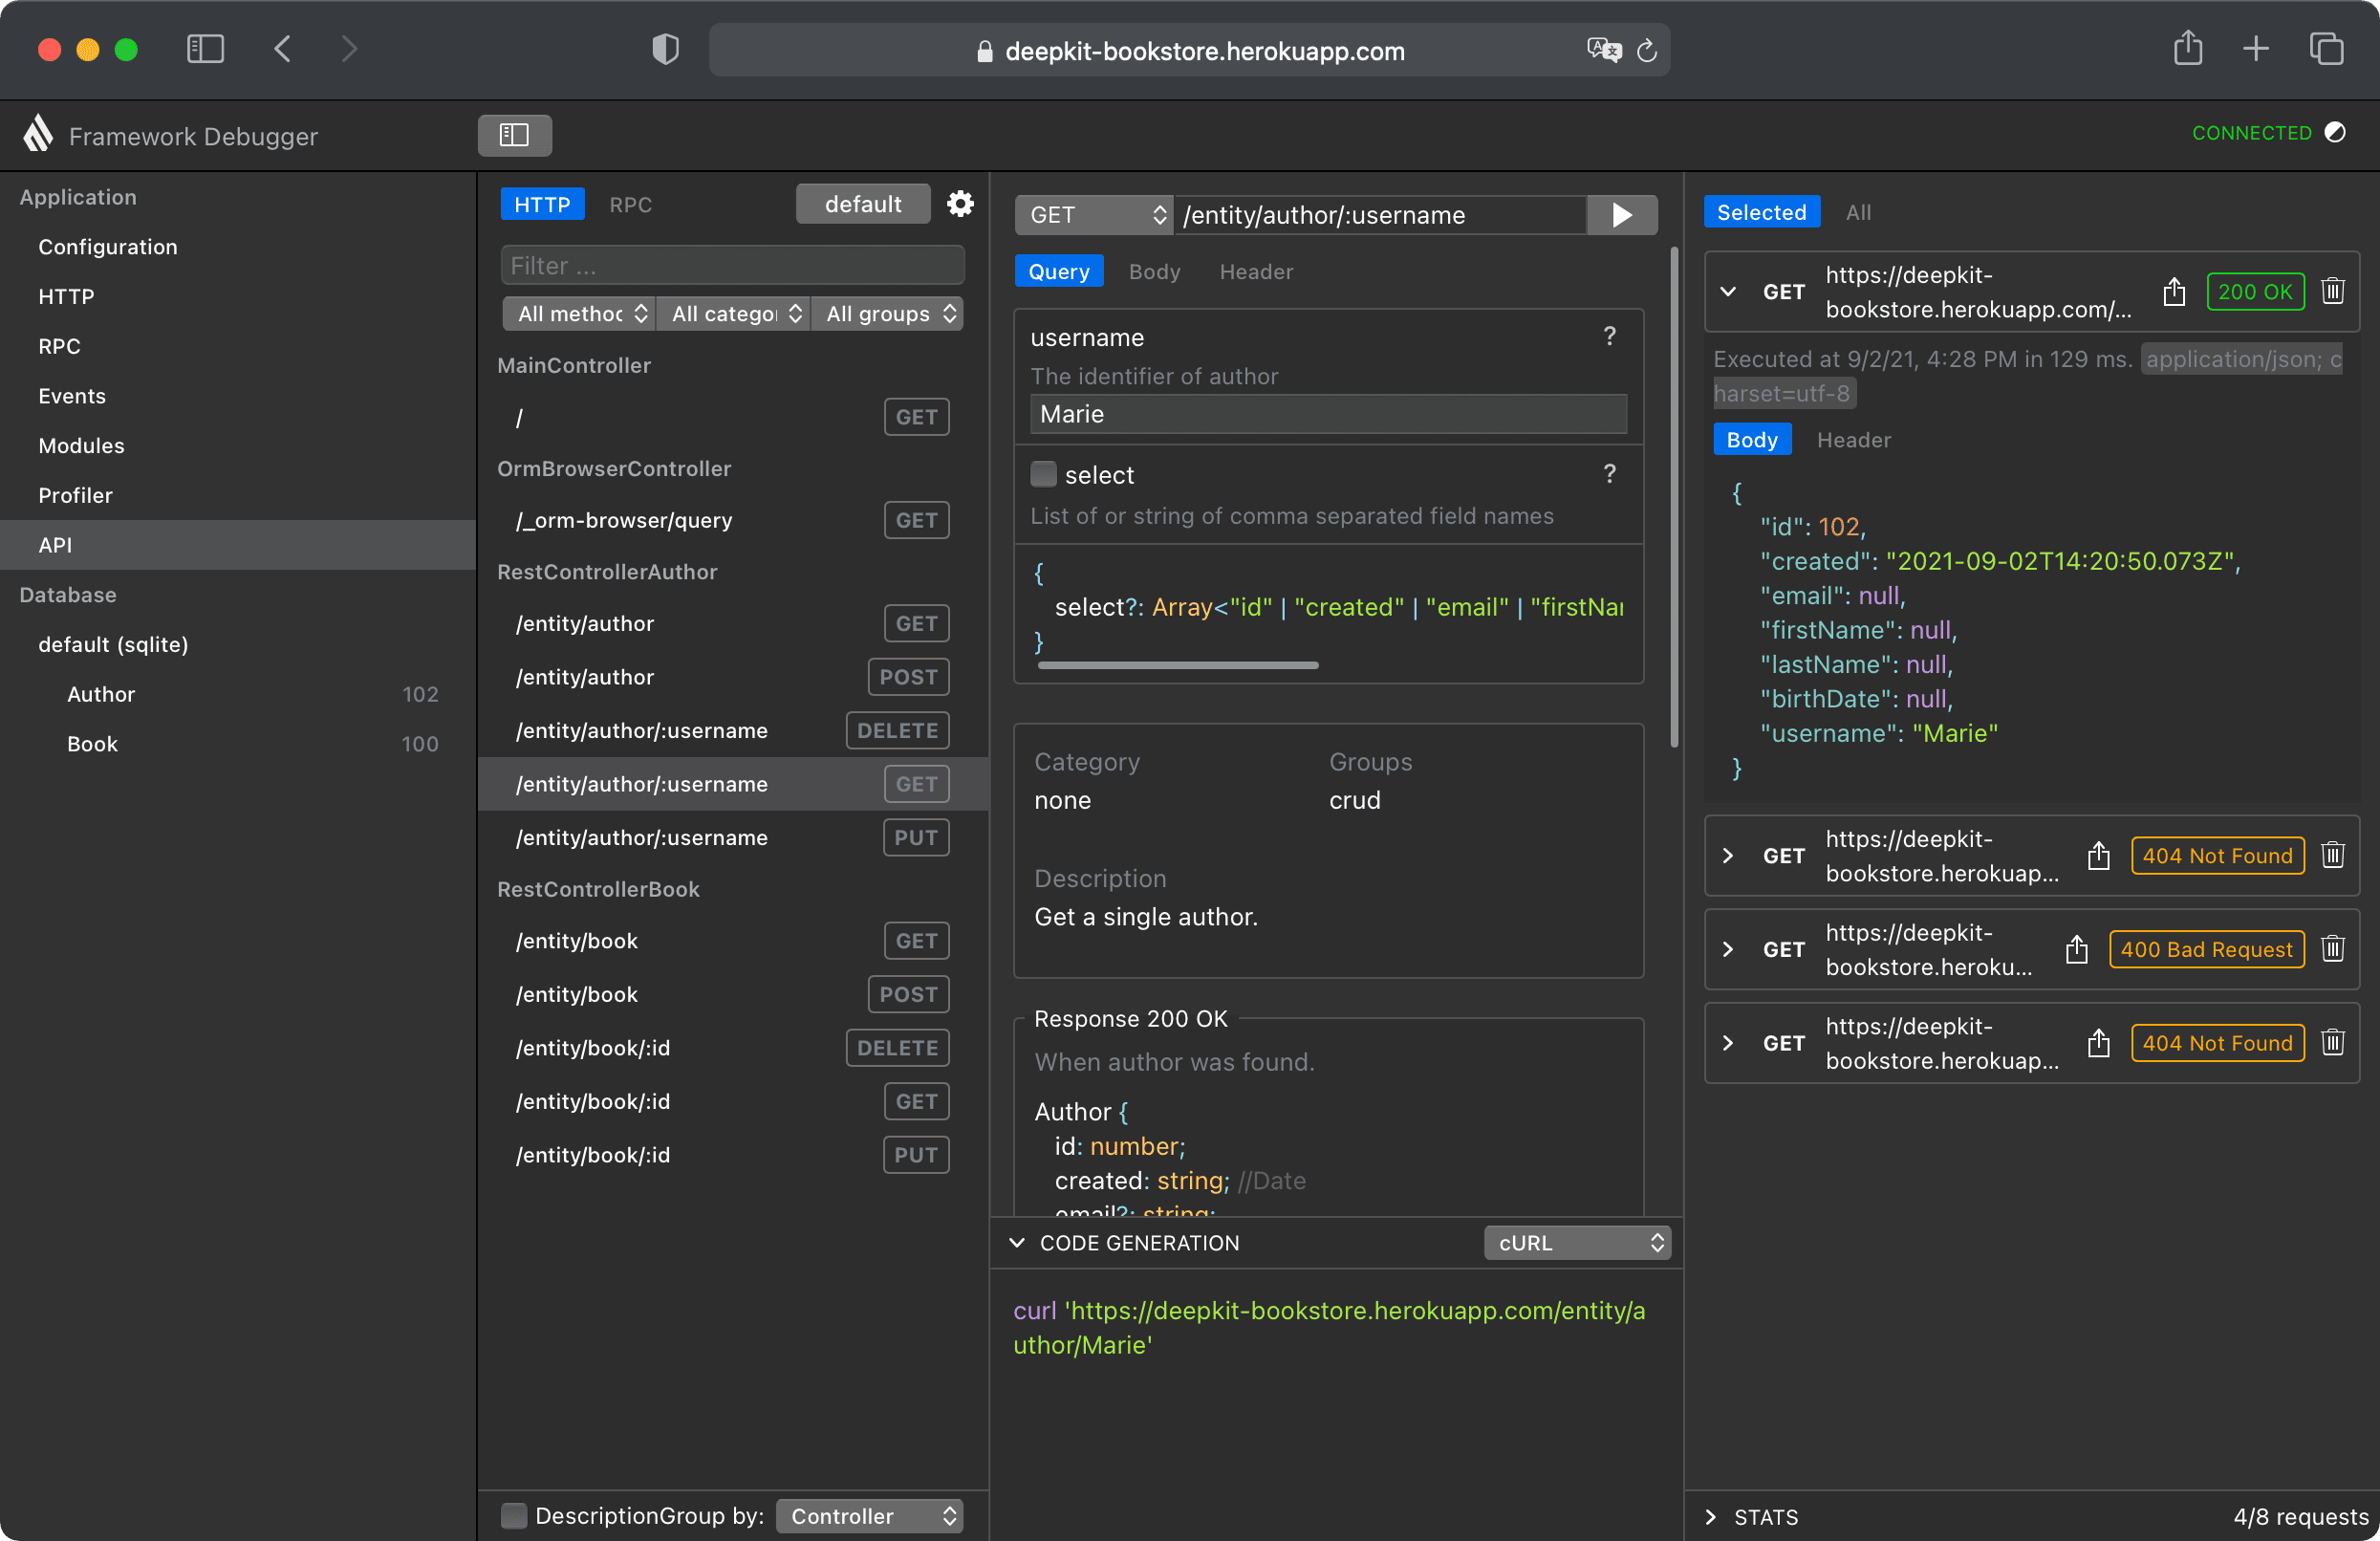 deepkit-bookstore.herokuapp.com
Framework Debugger
CONNECTED
Application
Configuration
HTTP
RPC
Events
Modules
Profiler
API
Database
default (sqlite)
Author 102
Book 100
HTTP RPC default
Filter ...
All methoc All categoi All groups
MainController
/ GET
OrmBrowserController
/_orm-browser/query GET
RestControllerAuthor
/entity/author GET
/entity/author POST
/entity/author/:username DELETE
/entity/author/:username GET
/entity/author/:username PUT
RestControllerBook
/entity/book GET
/entity/book POST
/entity/book/:id DELETE
/entity/book/:id GET
/entity/book/:id PUT
DescriptionGroup by: Controller
GET /entity/author/:username
Query Body Header
username ?
The identifier of author
Marie
select ?
List of or string of comma separated field names
{
select?: Array<"id" | "created" | "email" | "firstNar
}
Category Groups
none crud
Description
Get a single author.
Response 200 OK
When author was found.
Author {
id: number;
created: string; //Date
email?: string;
CODE GENERATION cURL
curl 'https://deepkit-bookstore.herokuapp.com/entity/a
uthor/Marie'
Selected All
GET https://deepkit-
bookstore.herokuapp.com/... 200 OK
Executed at 9/2/21, 4:28 PM in 129 ms. application/json; c
harset=utf-8
Body Header
{
"id": 102,
"created": "2021-09-02T14:20:50.073Z",
"email": null,
"firstName": null,
"lastName": null,
"birthDate": null,
"username": "Marie"
}
GET https://deepkit-
bookstore.herokuap... 404 Not Found
GET https://deepkit-
bookstore.heroku... 400 Bad Request
GET https://deepkit-
bookstore.herokuap... 404 Not Found
STATS 4/8 requests